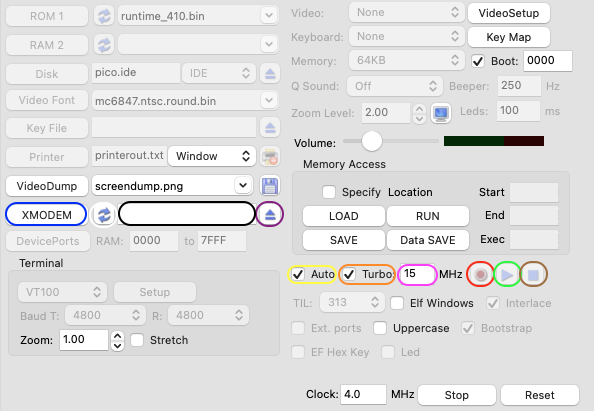 ROM 1 runtime_410.bin
RAM 2
Disk pico.ide IDE
Video Font mc6847.ntsc.round.bin
Key File
Printer printerout.txt Window
VideoDump screendump.png
XMODEM
DevicePorts RAM: 0000 to 7FFF
Terminal
VT100 Setup
Baud T: 4800 R: 4800
Zoom: 1.00 Stretch
Video: None VideoSetup
Keyboard: None Key Map
Memory: 64KB Boot: 0000
Q Sound: Off Beeper: 250 Hz
Zoom Level: 2.00 Leds: 100 ms
Volume:
Memory Access
Specify Location Start
LOAD RUN End
SAVE Data SAVE Exec
Auto Turbo: 15 MHz
TIL: 313 Elf Windows Interlace
Ext. ports Uppercase Bootstrap
EF Hex Key Led
Clock: 4.0 MHz Stop Reset